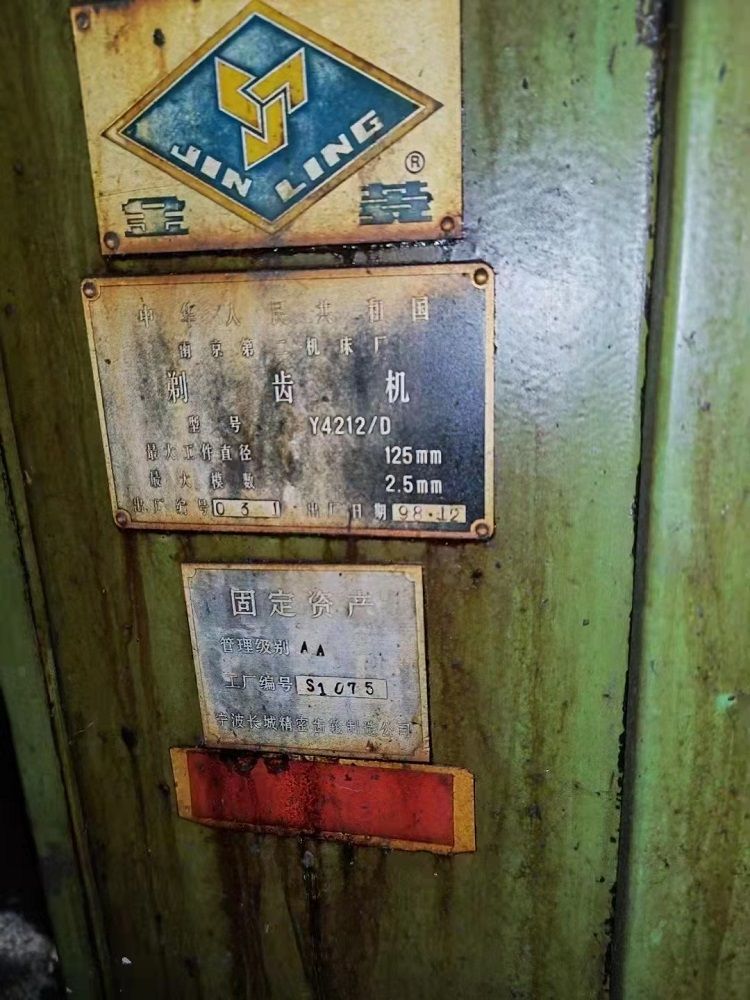 JIN LING
®
金菱
中华人民共和国
南京第二机床厂
剃齿机
型号 Y4212/D
最大工作直径 125mm
最大模数 2.5mm
出厂编号 031 出厂日期 98.12
固定资产
管理级别 AA
工厂编号 S1075
宁波长城精密齿轮制造公司